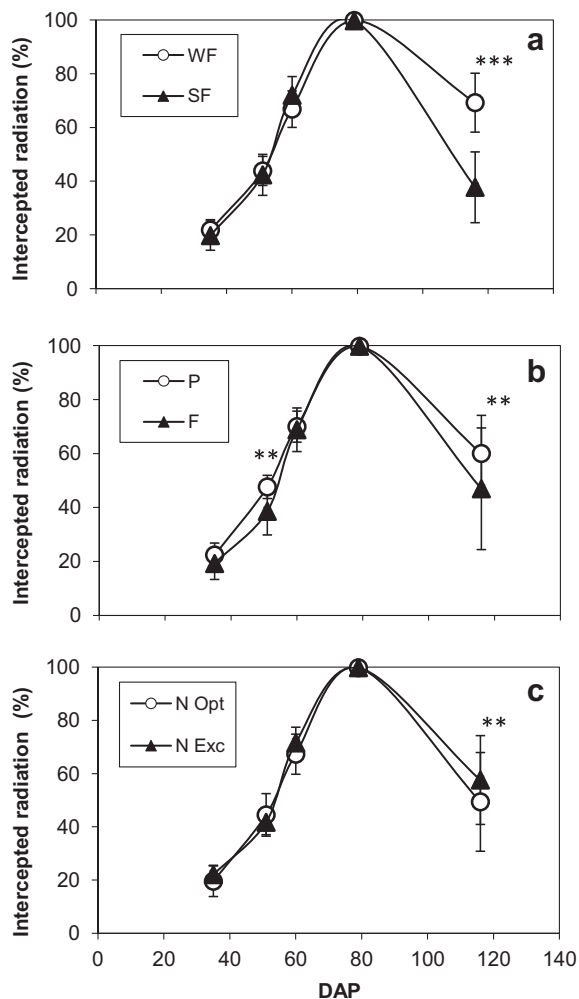 a
100
WF
SF
***
80
60
40
20
0
Intercepted radiation (%)
b
100
P
F
**
**
80
60
40
20
0
Intercepted radiation (%)
c
100
N Opt
N Exc
**
80
60
40
20
0
Intercepted radiation (%)
0 20 40 60 80 100 120 140
DAP